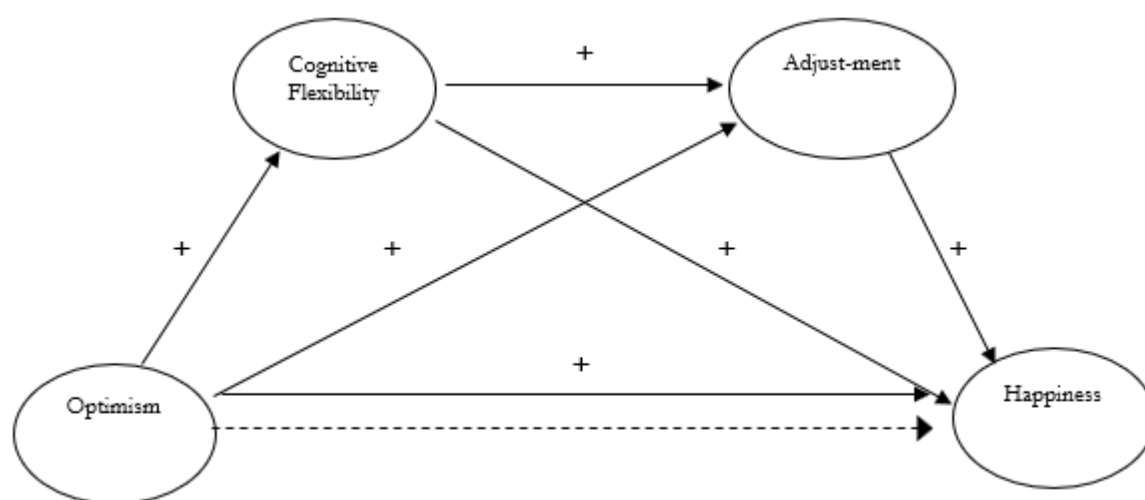 +
Cognitive
Flexibility
Adjust-ment
+
+
+
+
+
Optimism
Happiness